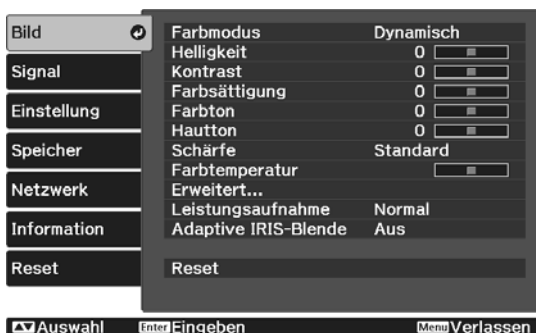 Bild
Signal
Einstellung
Speicher
Netzwerk
Information
Reset
Farbmodus Dynamisch
Helligkeit 0
Kontrast 0
Farbsättigung 0
Farbton 0
Hautton 0
Schärfe Standard
Farbtemperatur
Erweitert...
Leistungsaufnahme Normal
Adaptive IRIS-Blende Aus
Reset
Auswahl Enter Eingeben Menu Verlassen